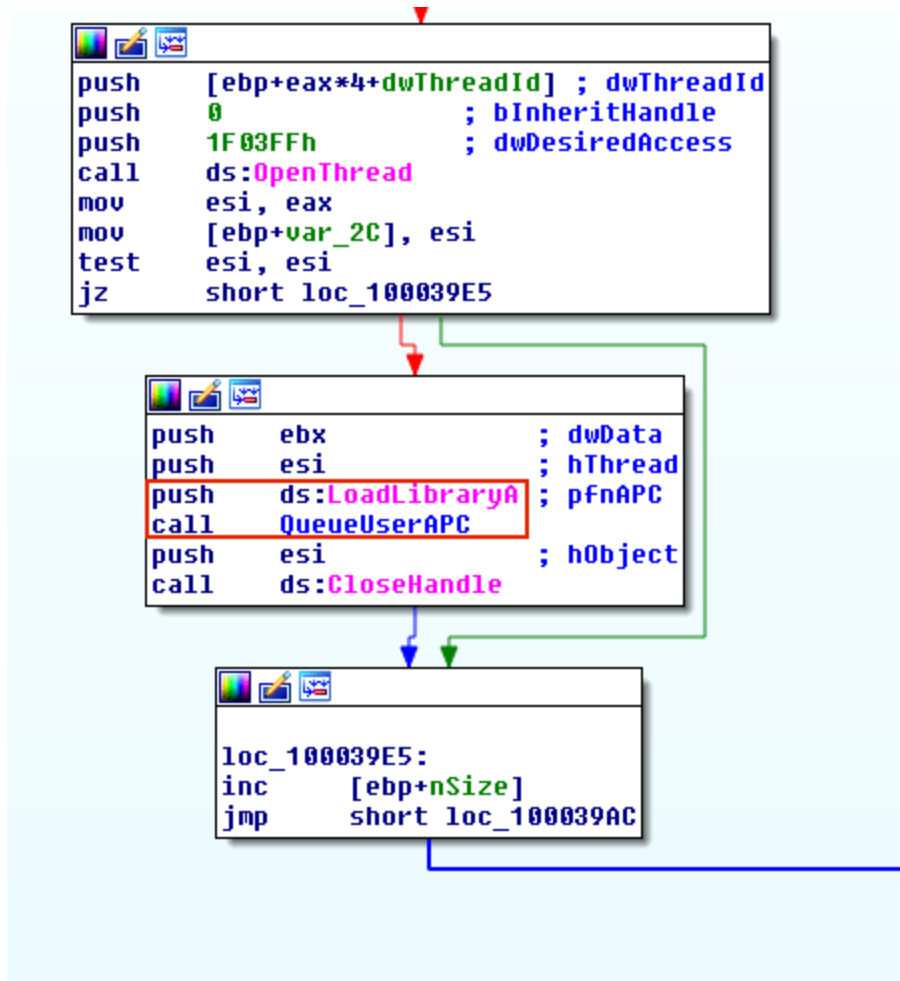 push [ebp+eax*4+dwThreadId] ; dwThreadId
push 0 ; bInheritHandle
push 1F03FFh ; dwDesiredAccess
call ds:OpenThread
mov esi, eax
mov [ebp+var_2C], esi
test esi, esi
jz short loc_100039E5
push ebx ; dwData
push esi ; hThread
push ds:LoadLibraryA ; pfnAPC
call QueueUserAPC
push esi ; hObject
call ds:CloseHandle
loc_100039E5:
inc [ebp+nSize]
jmp short loc_100039AC